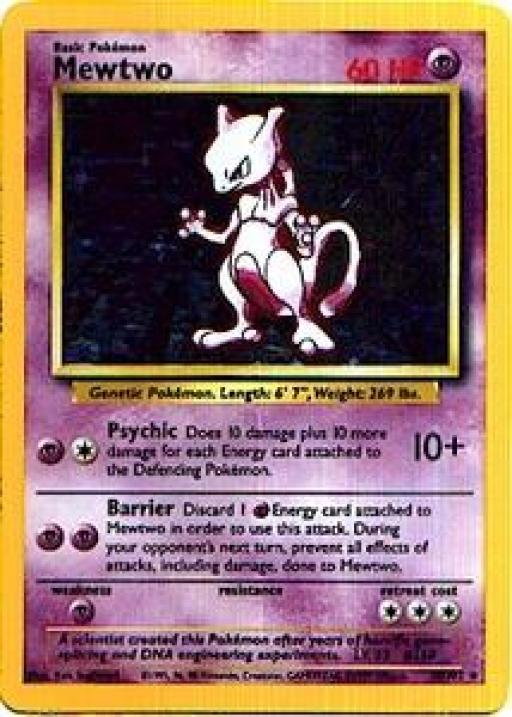 Basic Pokémon
Mewtwo 60 HP
Genetic Pokémon. Length: 6' 7", Weight: 269 lbs.
Psychic Does 10 damage plus 10 more
damage for each Energy card attached to
the Defending Pokémon.
10+
Barrier Discard 1 Energy card attached to
Mewtwo in order to use this attack. During
your opponent's next turn, prevent all effects of
attacks, including damage, done to Mewtwo.
weakness resistance retreat cost
A scientist created this Pokémon after years of horrific gene-
splicing and DNA engineering experiments. LV. 53 #150